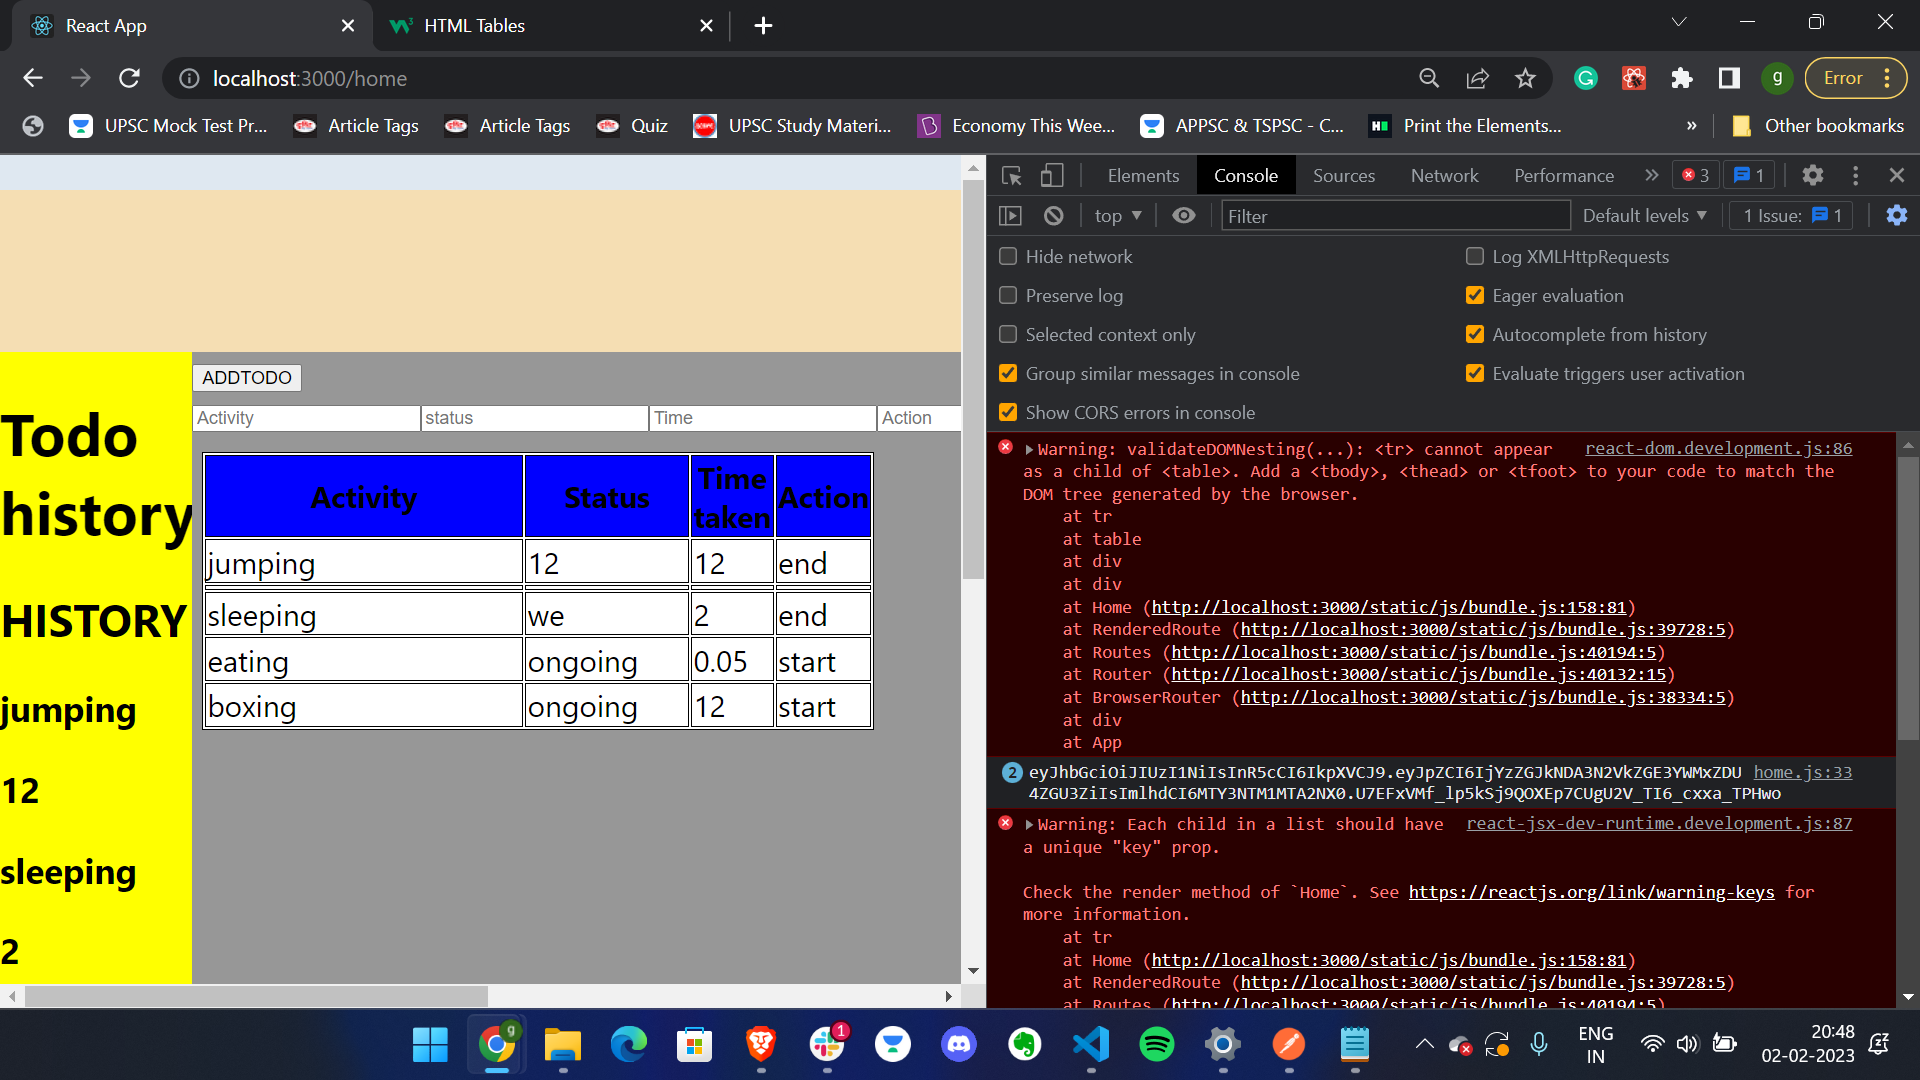 React App
HTML Tables
localhost:3000/home
g
Error
UPSC Mock Test Pr...
Article Tags
Article Tags
Quiz
UPSC Study Materi...
Economy This Wee...
APPSC & TSPSC - C...
Print the Elements...
»
Other bookmarks
Elements
Console
Sources
Network
Performance
»
3
1
top
Filter
Default levels
1 Issue:
1
Hide network
Log XMLHttpRequests
Preserve log
Eager evaluation
Selected context only
Autocomplete from history
Group similar messages in console
Evaluate triggers user activation
Show CORS errors in console
Todo
history
HISTORY
jumping
12
sleeping
2
ADDTODO
Activity
status
Time
Action
Activity
Status
Time
taken
Action
jumping
12
12
end
sleeping
we
2
end
eating
ongoing
0.05
start
boxing
ongoing
12
start
Warning: validateDOMNesting(...): <tr> cannot appear
react-dom.development.js:86
as a child of <table>. Add a <tbody>, <thead> or <tfoot> to your code to match the
DOM tree generated by the browser.
at tr
at table
at div
at div
at Home (http://localhost:3000/static/js/bundle.js:158:81)
at RenderedRoute (http://localhost:3000/static/js/bundle.js:39728:5)
at Routes (http://localhost:3000/static/js/bundle.js:40194:5)
at Router (http://localhost:3000/static/js/bundle.js:40132:15)
at BrowserRouter (http://localhost:3000/static/js/bundle.js:38334:5)
at div
at App
2
eyJhbGciOiJIUzI1NiIsInR5cCI6IkpXVCJ9.eyJpZCI6IjYzZGJkNDA3N2VkZGE3YWMxZDU
home.js:33
4ZGU3ZiIsImlhdCI6MTY3NTM1MTA2NX0.U7EFxVMf_lp5kSj9QOXEp7CUgU2V_TI6_cxxa_TPHwo
Warning: Each child in a list should have
react-jsx-dev-runtime.development.js:87
a unique "key" prop.
Check the render method of `Home`. See https://reactjs.org/link/warning-keys for
more information.
at tr
at Home (http://localhost:3000/static/js/bundle.js:158:81)
at RenderedRoute (http://localhost:3000/static/js/bundle.js:39728:5)
at Routes (http://localhost:3000/static/js/bundle.js:40194:5)
g
1
ENG
IN
20:48
02-02-2023